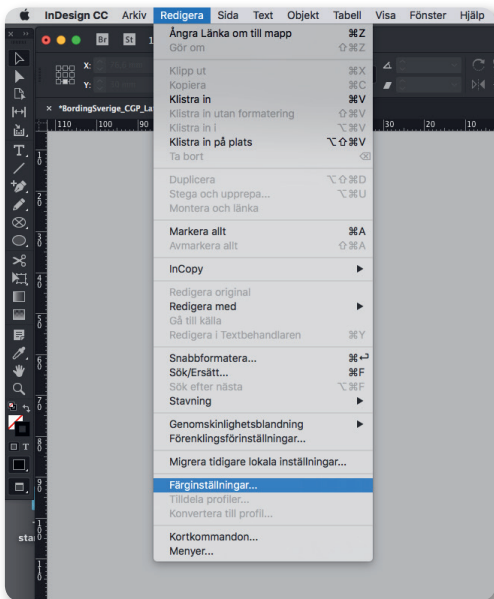 InDesign CC Arkiv Redigera Sida Text Objekt Tabell Visa Fönster Hjälp
Br St 1
X:
Y:
× *BordingSverige_CGP_La
110 100 90 30 20 10
Ångra Länka om till mapp ⌘Z
Gör om ⇧⌘Z
Klipp ut ⌘X
Kopiera ⌘C
Klistra in ⌘V
Klistra in utan formatering ⇧⌘V
Klistra in i ⌥⌘V
Klistra in på plats ⌥⇧⌘V
Ta bort ⌫
Duplicera ⌥⇧⌘D
Stega och upprepa... ⌥⌘U
Montera och länka
Markera allt ⌘A
Avmarkera allt ⇧⌘A
InCopy ▶
Redigera original
Redigera med ▶
Gå till källa
Redigera i Textbehandlaren ⌘Y
Snabbformatera... ⌘↩
Sök/Ersätt... ⌘F
Sök efter nästa ⌥⌘F
Stavning ▶
Genomskinlighetsblandning ▶
Förenklingsförinställningar...
Migrera tidigare lokala inställningar...
Färginställningar...
Tilldela profiler...
Konvertera till profil...
Kortkommandon...
Menyer...